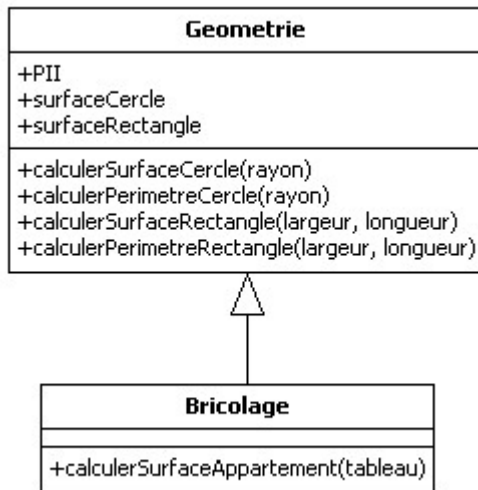 Geometrie
+PII
+surfaceCercle
+surfaceRectangle
+calculerSurfaceCercle(rayon)
+calculerPerimetreCercle(rayon)
+calculerSurfaceRectangle(largeur, longueur)
+calculerPerimetreRectangle(largeur, longueur)
Bricolage
+calculerSurfaceAppartement(tableau)